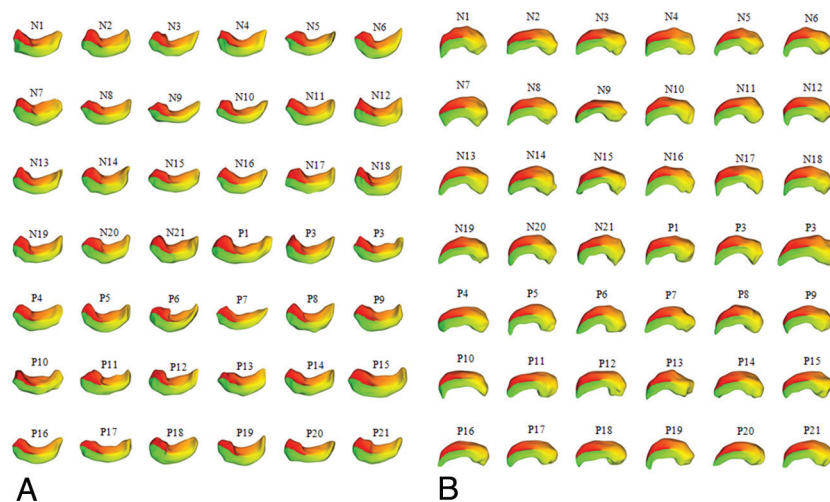 N1 N2 N3 N4 N5 N6
N7 N8 N9 N10 N11 N12
N13 N14 N15 N16 N17 N18
N19 N20 N21 P1 P3 P3
P4 P5 P6 P7 P8 P9
P10 P11 P12 P13 P14 P15
P16 P17 P18 P19 P20 P21
A
N1 N2 N3 N4 N5 N6
N7 N8 N9 N10 N11 N12
N13 N14 N15 N16 N17 N18
N19 N20 N21 P1 P3 P3
P4 P5 P6 P7 P8 P9
P10 P11 P12 P13 P14 P15
P16 P17 P18 P19 P20 P21
B